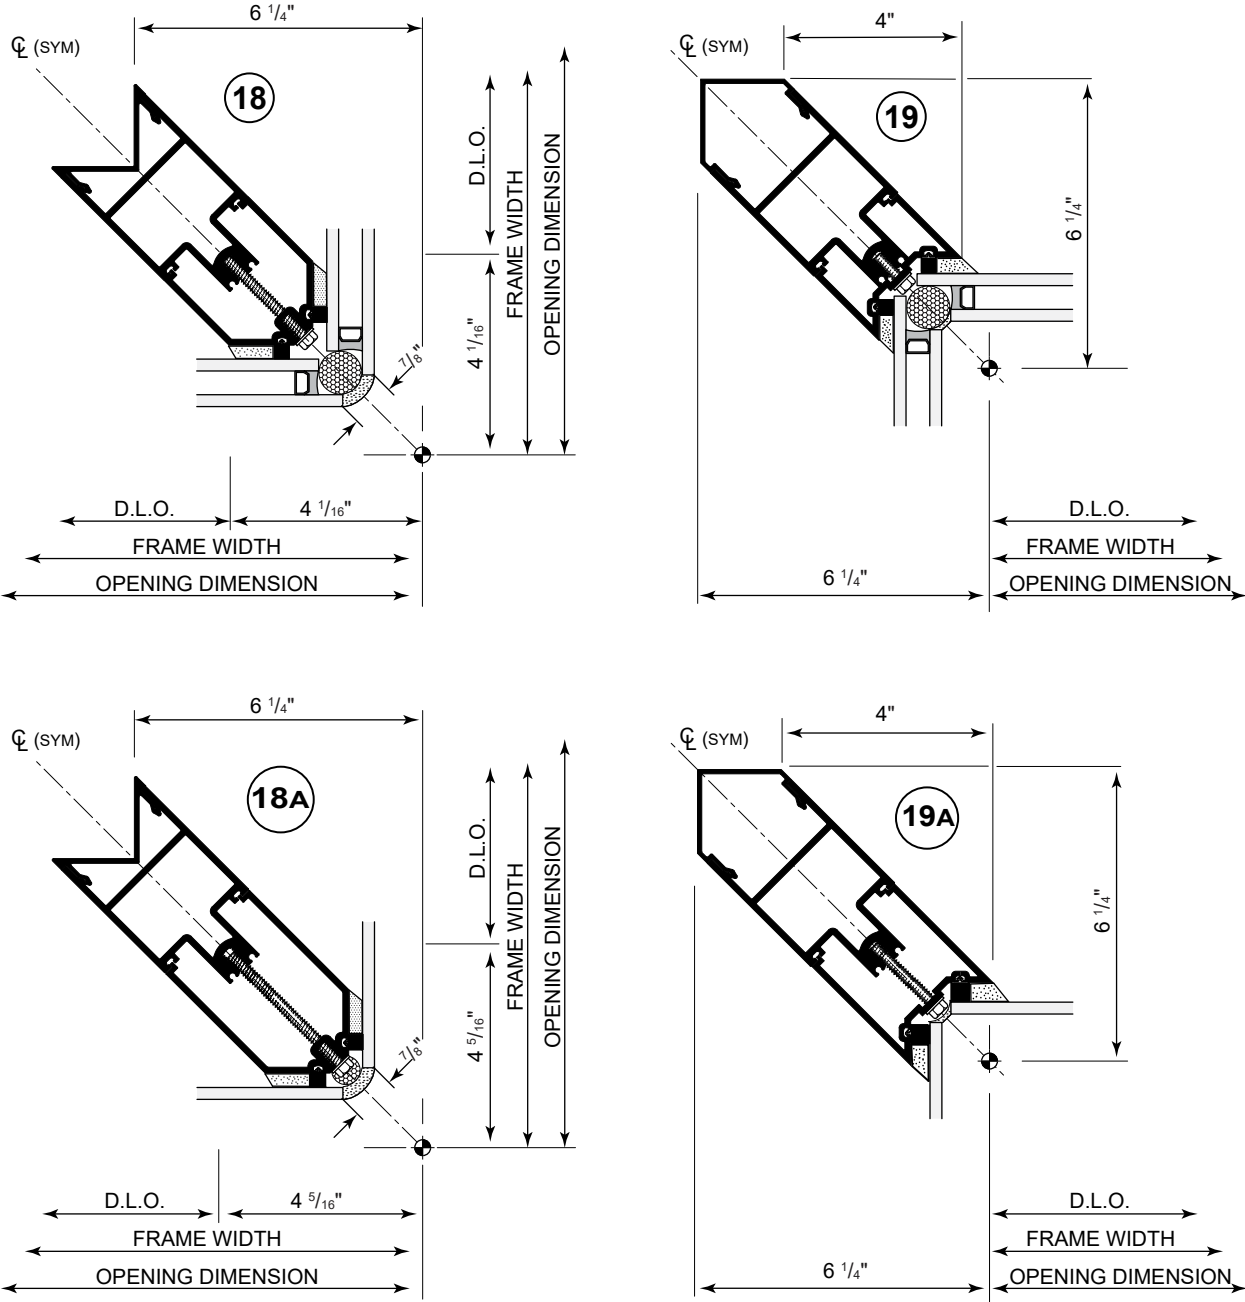 6 1/4"
℄ (SYM)
18
D.L.O.
FRAME WIDTH
OPENING DIMENSION
4 1/16"
7/8"
D.L.O.
4 1/16"
FRAME WIDTH
OPENING DIMENSION
4"
℄ (SYM)
19
6 1/4"
D.L.O.
FRAME WIDTH
6 1/4"
OPENING DIMENSION
6 1/4"
℄ (SYM)
18A
D.L.O.
FRAME WIDTH
OPENING DIMENSION
4 5/16"
7/8"
D.L.O.
4 5/16"
FRAME WIDTH
OPENING DIMENSION
4"
℄ (SYM)
19A
6 1/4"
D.L.O.
FRAME WIDTH
6 1/4"
OPENING DIMENSION